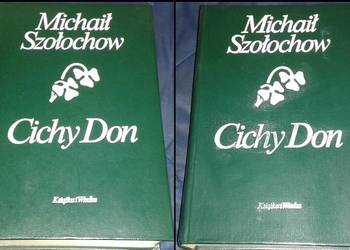 Michaił
Szołochow
Cichy Don
Książka i Wiedza
Michaił
Szołochow
Cichy Don
Książka i Wiedza